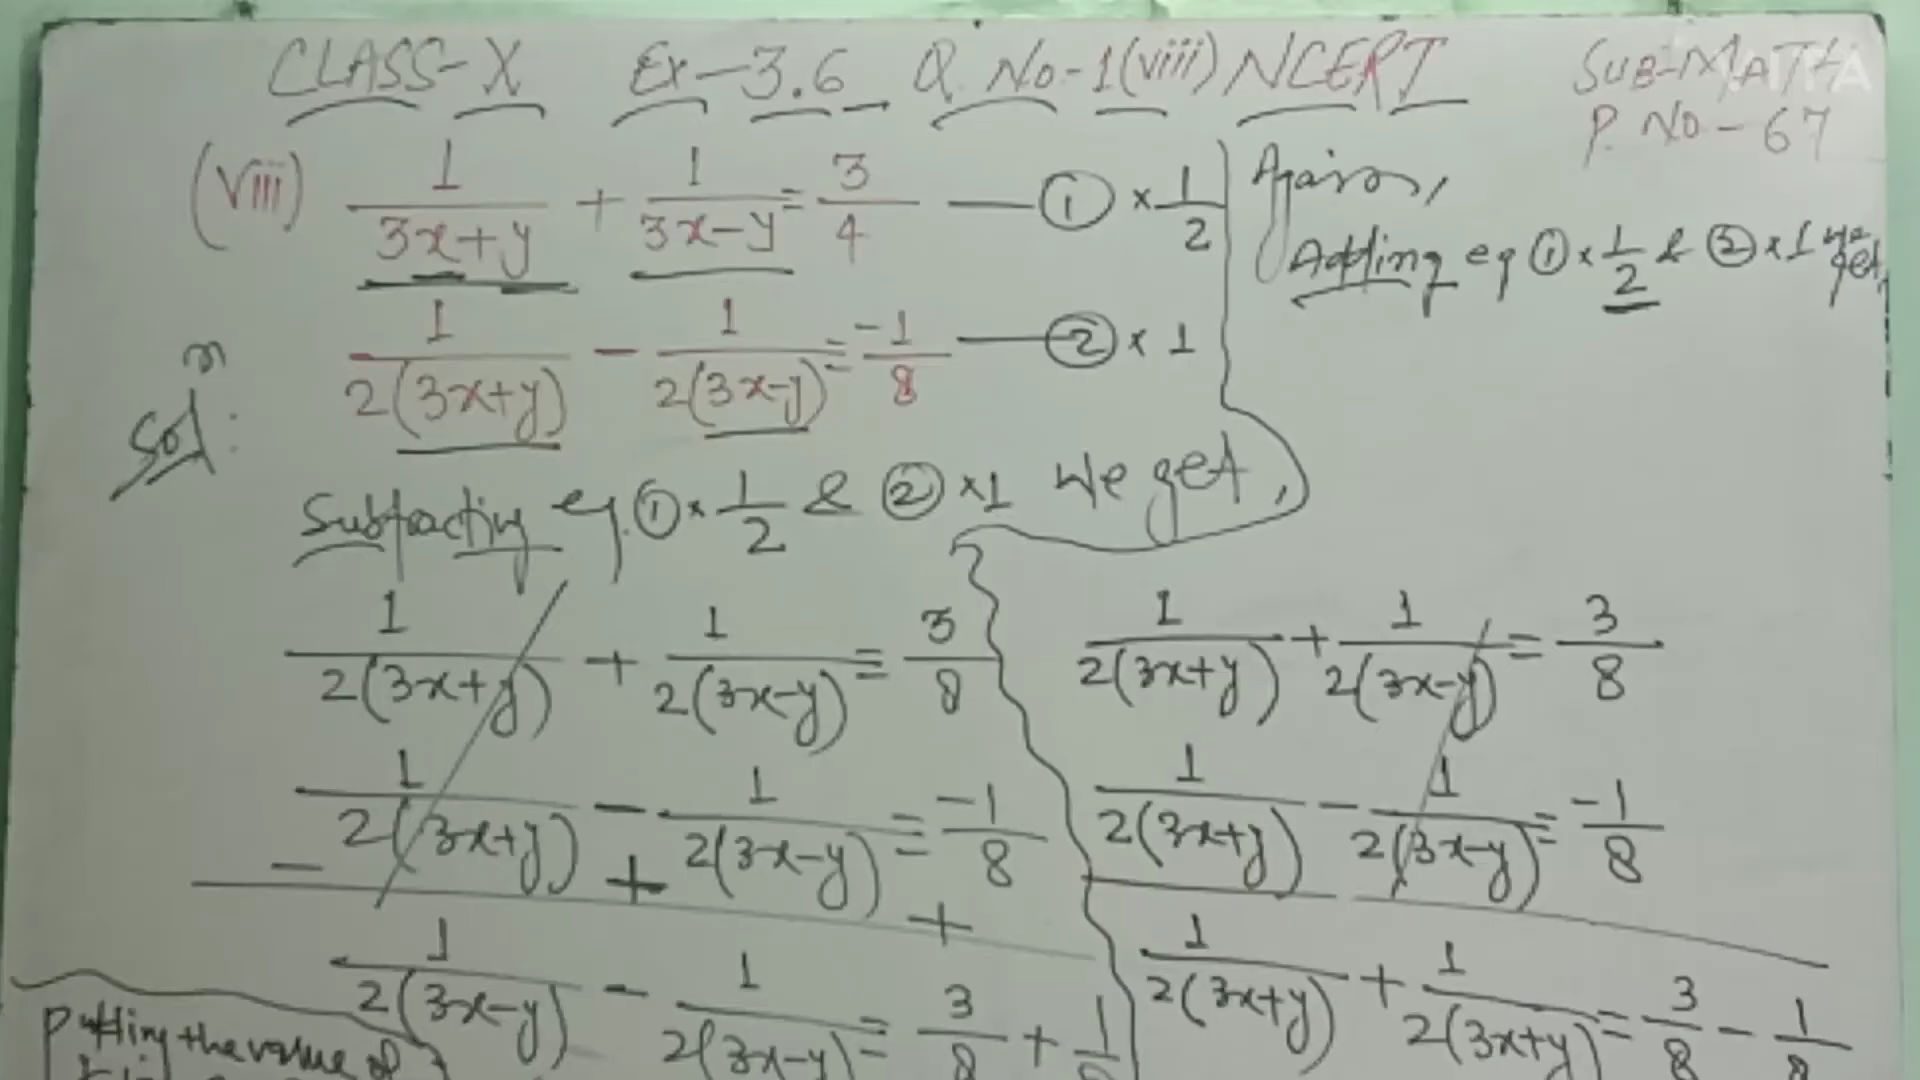 CLASS-X Ex-3.6 Q. No-1(viii) NCERT
SUB-MATH
P. NO-67
(viii) 1/(3x+y) + 1/(3x-y) = 3/4 — ① × 1/2
1/(2(3x+y)) - 1/(2(3x-y)) = -1/8 — ② × 1
Solⁿ:
Subtracting eq. ① × 1/2 & ② × 1 we get,
1/(2(3x+y)) + 1/(2(3x-y)) = 3/8
1/(2(3x+y)) - 1/(2(3x-y)) = -1/8
- + +
1/(2(3x-y)) - 1/(2(3x-y)) = 3/8 + 1/8
putting the value of
Again,
Adding eq ① × 1/2 & ② × 1 we get,
1/(2(3x+y)) + 1/(2(3x-y)) = 3/8
1/(2(3x+y)) - 1/(2(3x-y)) = -1/8
1/(2(3x+y)) + 1/(2(3x+y)) = 3/8 - 1/8